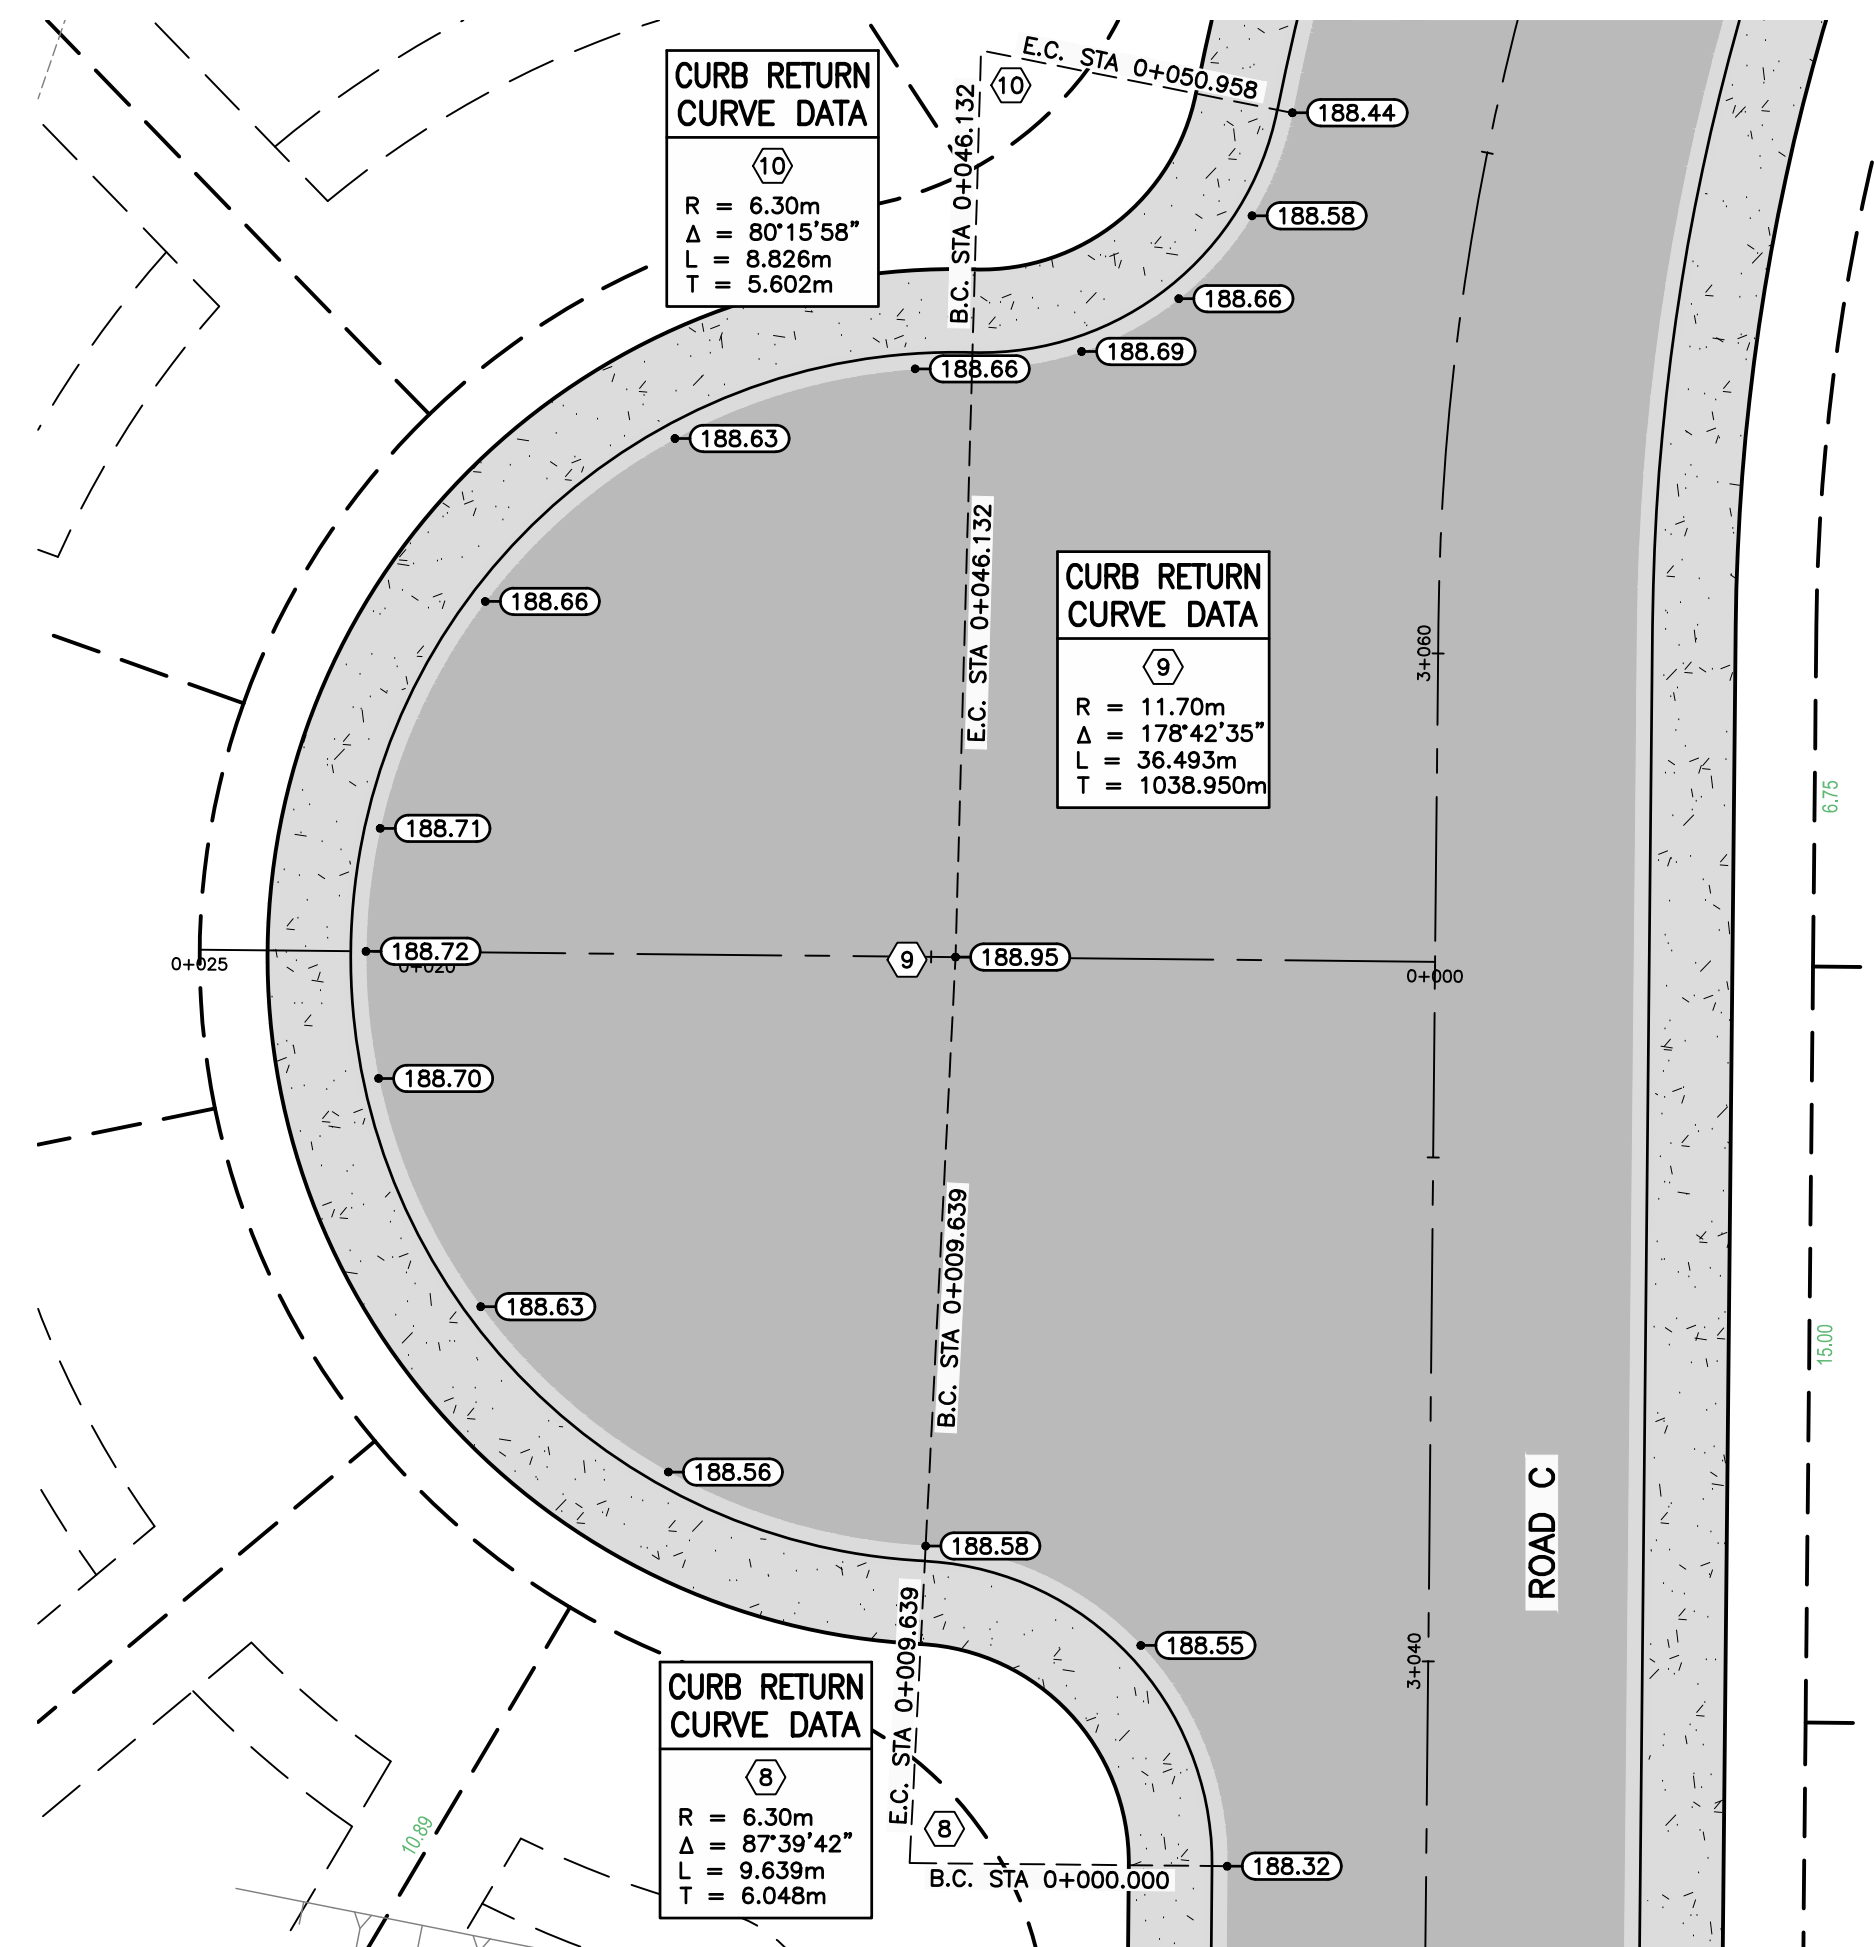 CURB RETURN
CURVE DATA
10
R = 6.30m
Δ = 80°15'58"
L = 8.826m
T = 5.602m
E.C. STA 0+050.958
10
B.C. STA 0+046.132
188.44
188.58
188.66
188.69
188.66
188.63
188.66
E.C. STA 0+046.132
CURB RETURN
CURVE DATA
9
R = 11.70m
Δ = 178°42'35"
L = 36.493m
T = 1038.950m
3+060
6.75
188.71
188.72
0+025
0+020
9
188.95
0+000
188.70
B.C. STA 0+009.639
188.63
15.00
188.56
ROAD C
188.58
188.55
E.C. STA 0+009.639
3+040
CURB RETURN
CURVE DATA
8
R = 6.30m
Δ = 87°39'42"
L = 9.639m
T = 6.048m
8
10.89
188.32
B.C. STA 0+000.000